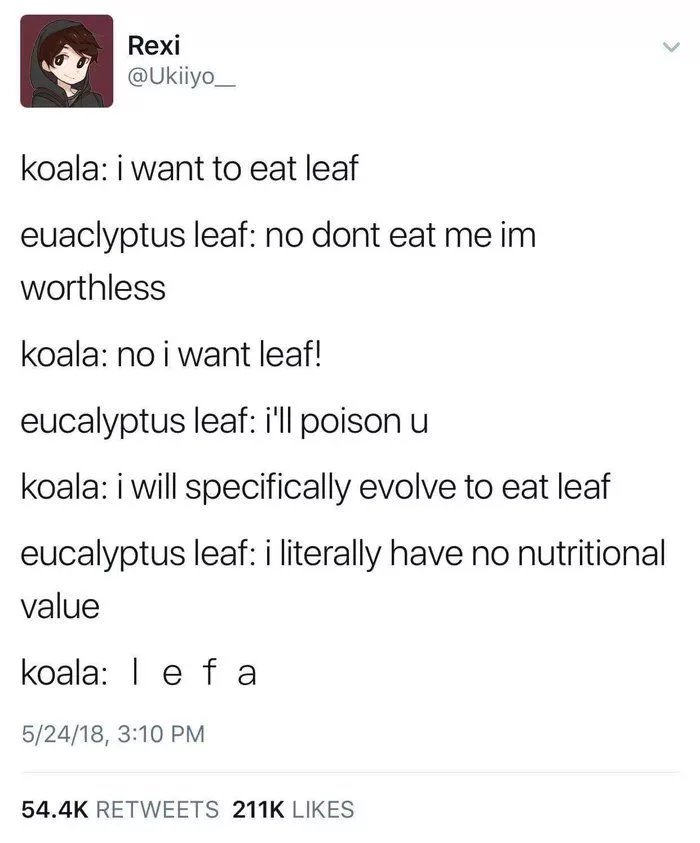 Rexi
@Ukiiyo__
koala: i want to eat leaf
euaclyptus leaf: no dont eat me im
worthless
koala: no i want leaf!
eucalyptus leaf: i'll poison u
koala: i will specifically evolve to eat leaf
eucalyptus leaf: i literally have no nutritional
value
koala: l e f a
5/24/18, 3:10 PM
54.4K RETWEETS 211K LIKES